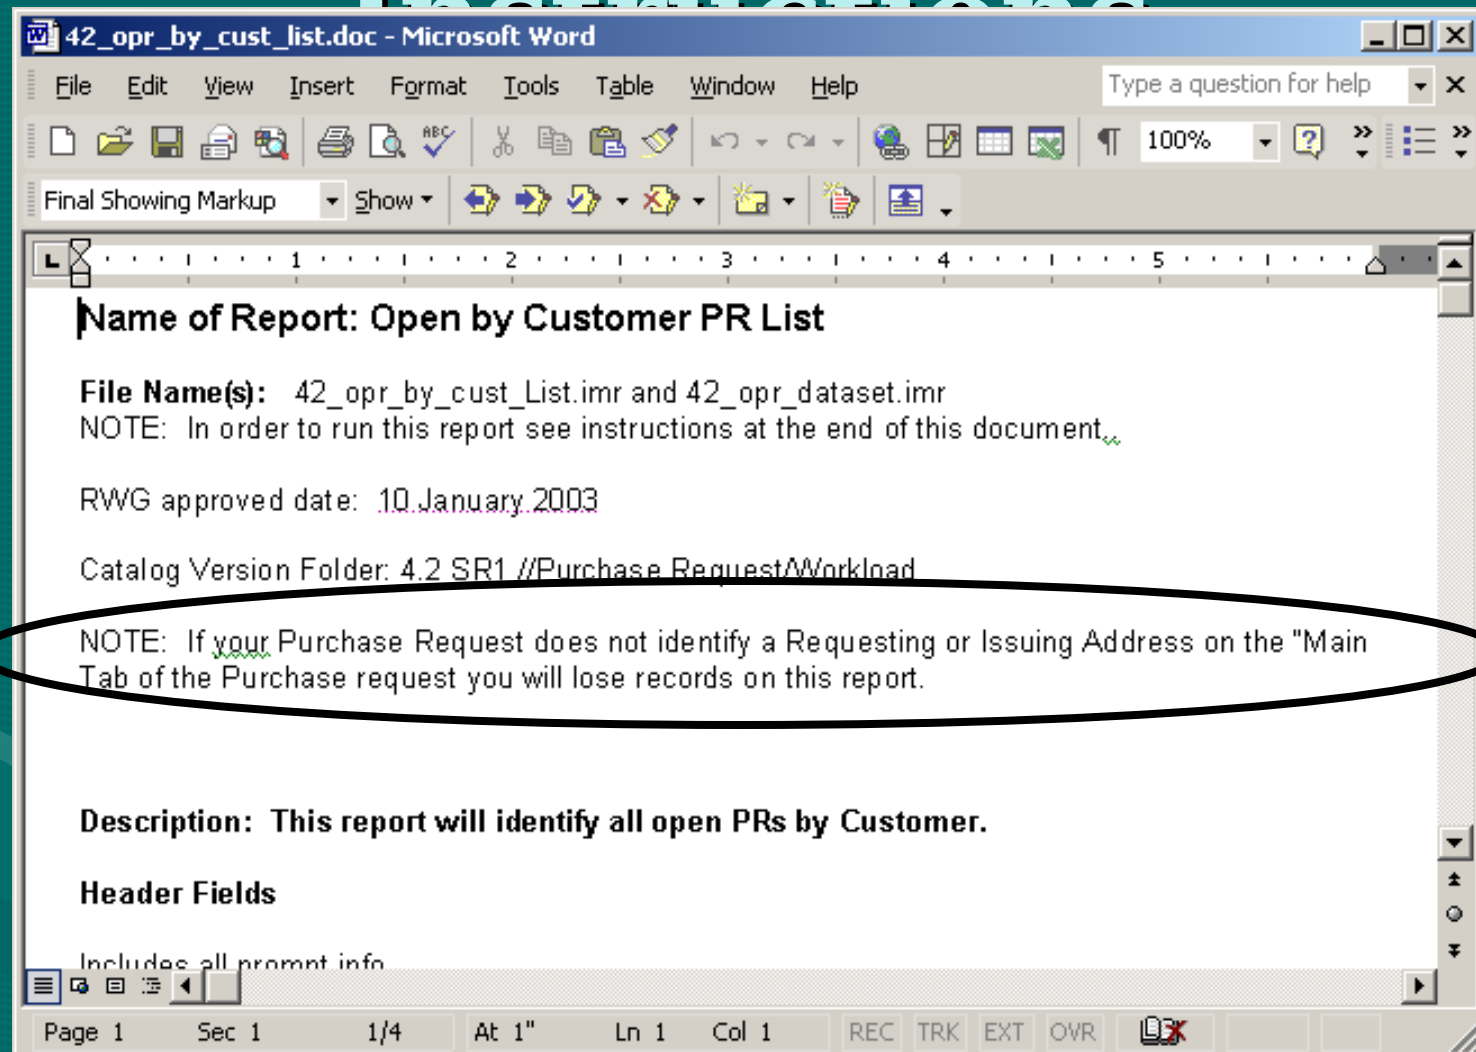 Instructions
42_opr_by_cust_list.doc - Microsoft Word
File Edit View Insert Format Tools Table Window Help Type a question for help
100%
Final Showing Markup Show
1 2 3 4 5
Name of Report: Open by Customer PR List
File Name(s): 42_opr_by_cust_List.imr and 42_opr_dataset.imr
NOTE: In order to run this report see instructions at the end of this document..
RWG approved date: 10 January 2003
Catalog Version Folder: 4.2 SR1 //Purchase Request/Workload
NOTE: If your Purchase Request does not identify a Requesting or Issuing Address on the "Main
Tab of the Purchase request you will lose records on this report.
Description: This report will identify all open PRs by Customer.
Header Fields
Includes all prompt info
Page 1 Sec 1 1/4 At 1" Ln 1 Col 1 REC TRK EXT OVR